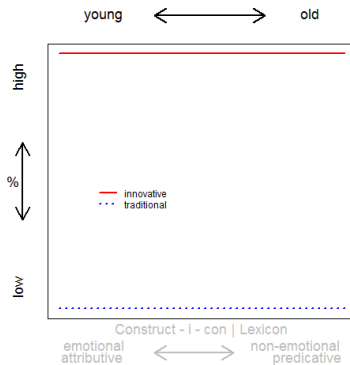 young old
high
%
innovative
traditional
low
Construct - i - con | Lexicon
emotional non-emotional
attributive predicative